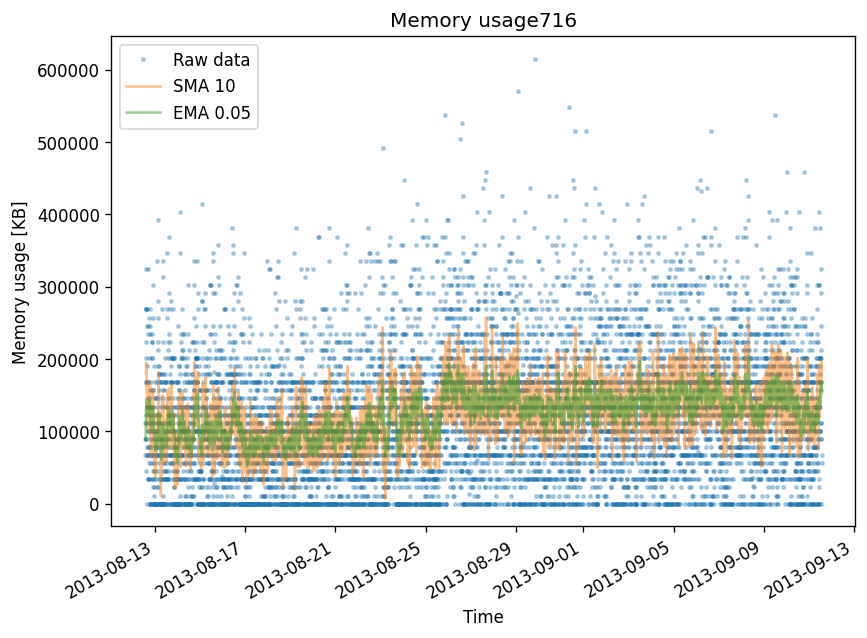 Memory usage716
Raw data
SMA 10
EMA 0.05
Memory usage [KB]
600000
500000
400000
300000
200000
100000
0
2013-08-13
2013-08-17
2013-08-21
2013-08-25
2013-08-29
2013-09-01
2013-09-05
2013-09-09
2013-09-13
Time